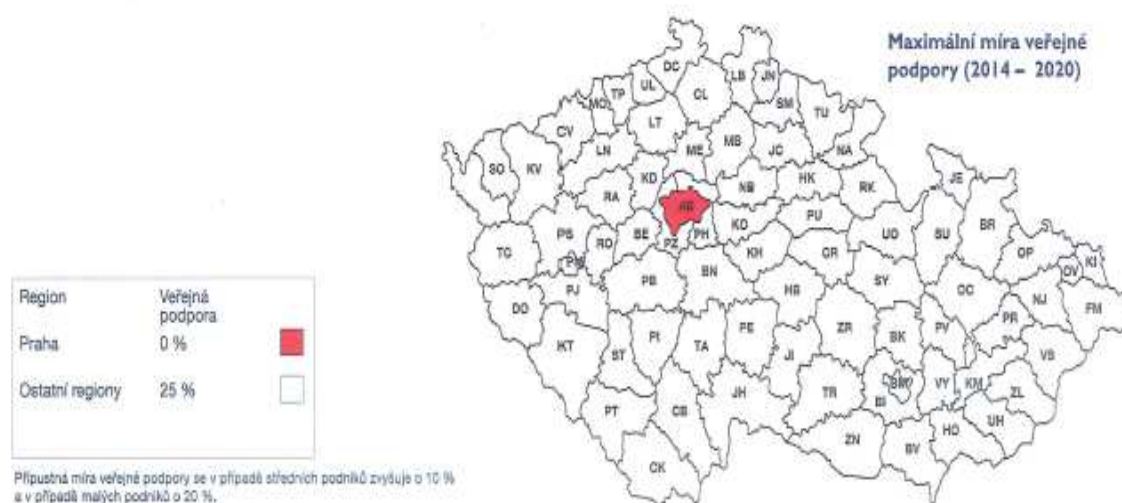 Maximální míra veřejné
podpory (2014 – 2020)
DC
LB
JN
UL
TP
MO
CL
SM
TU
CV
LT
MB
LN
ME
JC
NA
SO
KV
KD
NB
HK
RK
JE
RA
BR
PS
RO
BE
PZ
PH
KO
PU
UO
SU
TC
OP
KI
OV
PJ
PB
BN
KH
CR
SY
OC
NJ
FM
DO
HB
PR
KT
ST
PI
TA
PE
JI
ZR
BK
PV
VS
PT
CB
JH
TR
BI
BM
VY
KM
ZL
CK
ZN
BV
HO
UH
Region Veřejná podpora
Praha 0 %
Ostatní regiony 25 %
Přípustná míra veřejné podpory se v případě středních podniků zvyšuje o 10 %
a v případě malých podniků o 20 %.